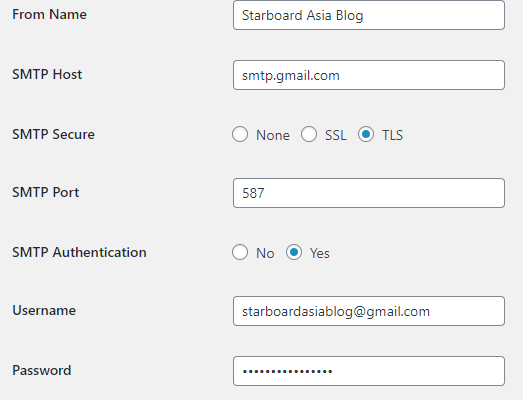 From Name Starboard Asia Blog
SMTP Host smtp.gmail.com
SMTP Secure None SSL TLS
SMTP Port 587
SMTP Authentication No Yes
Username starboardasiablog@gmail.com
Password ••••••••••••••••